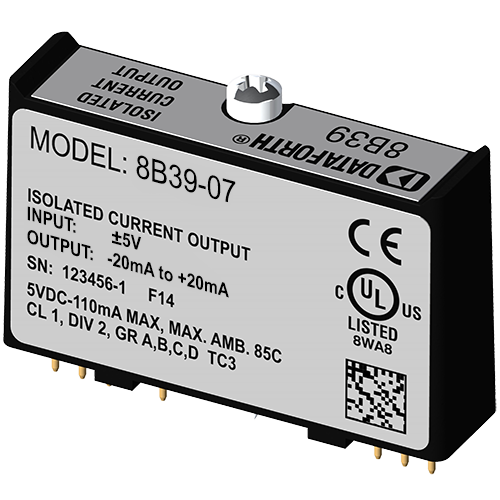 ISOLATED
CURRENT
OUTPUT
DATAFORTH®
8B39
MODEL: 8B39-07
ISOLATED CURRENT OUTPUT
INPUT: ±5V
OUTPUT: -20mA to +20mA
SN: 123456-1 F14
5VDC-110mA MAX, MAX. AMB. 85C
CL 1, DIV 2, GR A,B,C,D TC3
CE
C UL US
LISTED
8WA8